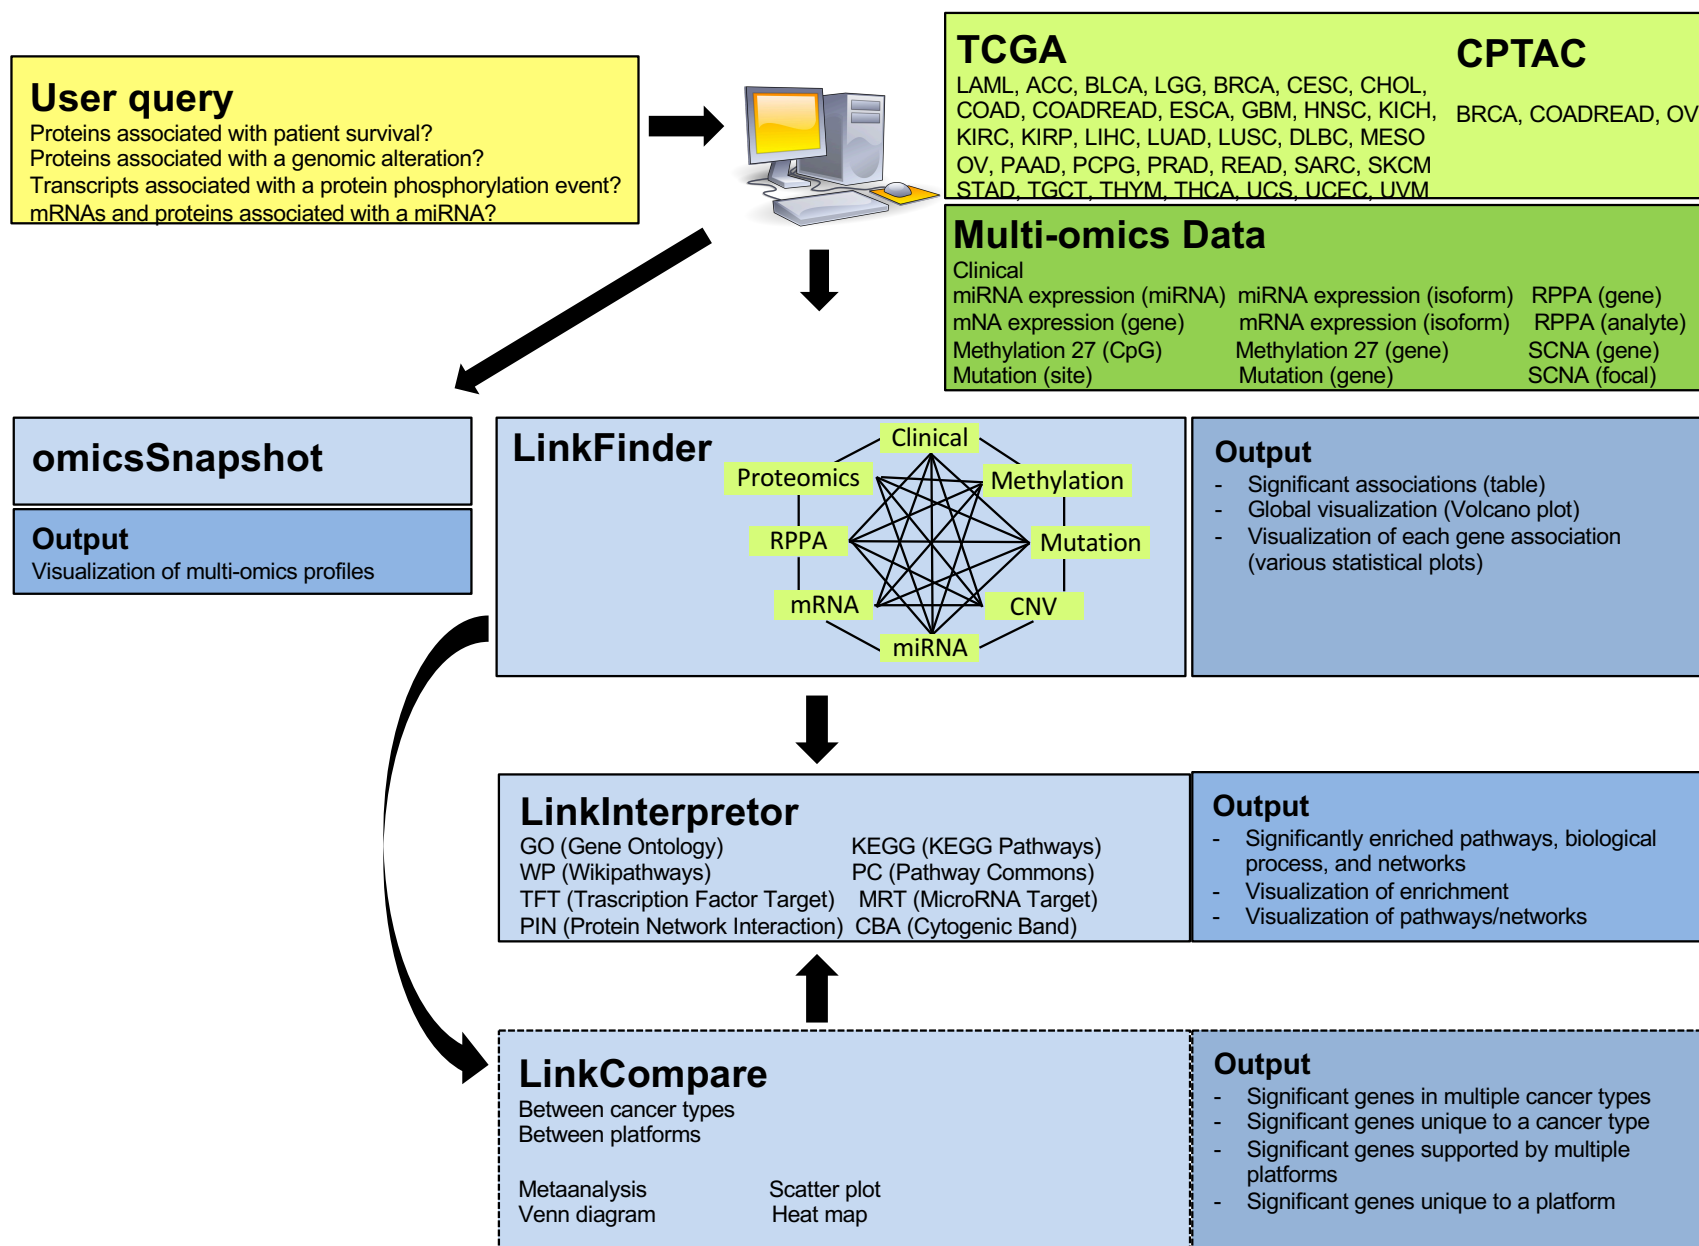 User query
Proteins associated with patient survival?
Proteins associated with a genomic alteration?
Transcripts associated with a protein phosphorylation event?
mRNAs and proteins associated with a miRNA?
TCGA
LAML, ACC, BLCA, LGG, BRCA, CESC, CHOL,
COAD, COADREAD, ESCA, GBM, HNSC, KICH,
KIRC, KIRP, LIHC, LUAD, LUSC, DLBC, MESO
OV, PAAD, PCPG, PRAD, READ, SARC, SKCM
STAD, TGCT, THYM, THCA, UCS, UCEC, UVM
CPTAC
BRCA, COADREAD, OV
Multi-omics Data
Clinical
miRNA expression (miRNA) miRNA expression (isoform) RPPA (gene)
mNA expression (gene) mRNA expression (isoform) RPPA (analyte)
Methylation 27 (CpG) Methylation 27 (gene) SCNA (gene)
Mutation (site) Mutation (gene) SCNA (focal)
omicsSnapshot
Output
Visualization of multi-omics profiles
LinkFinder
Clinical
Proteomics
Methylation
RPPA
Mutation
mRNA
CNV
miRNA
Output
- Significant associations (table)
- Global visualization (Volcano plot)
- Visualization of each gene association
(various statistical plots)
LinkInterpretor
GO (Gene Ontology) KEGG (KEGG Pathways)
WP (Wikipathways) PC (Pathway Commons)
TFT (Trascription Factor Target) MRT (MicroRNA Target)
PIN (Protein Network Interaction) CBA (Cytogenic Band)
Output
- Significantly enriched pathways, biological
process, and networks
- Visualization of enrichment
- Visualization of pathways/networks
LinkCompare
Between cancer types
Between platforms
Metaanalysis Scatter plot
Venn diagram Heat map
Output
- Significant genes in multiple cancer types
- Significant genes unique to a cancer type
- Significant genes supported by multiple
platforms
- Significant genes unique to a platform